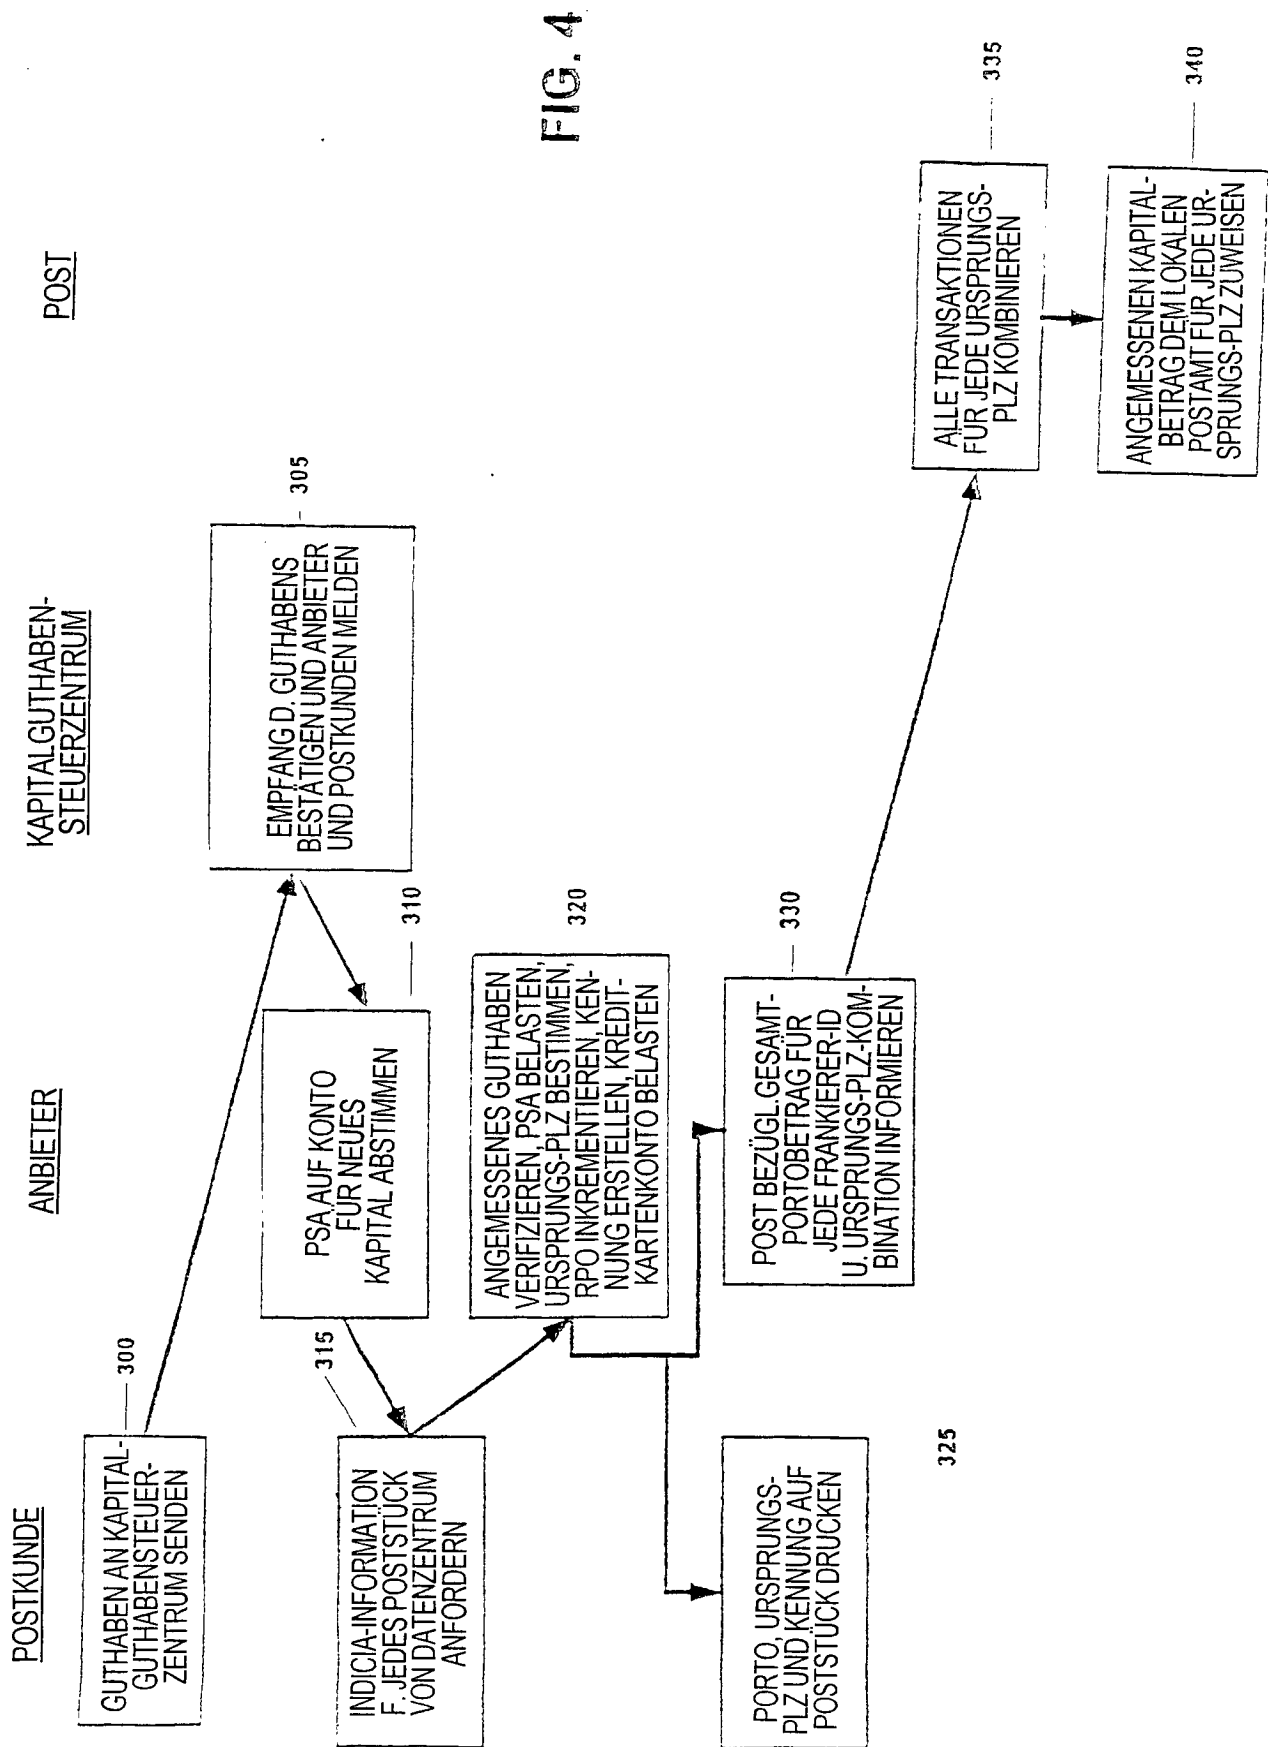 POSTKUNDE
ANBIETER
KAPITALGUTHABEN-
STEUERZENTRUM
POST
GUTHABEN AN KAPITAL-
GUTHABENSTEUER-
ZENTRUM SENDEN
300
EMPFANG D. GUTHABENS
BESTÄTIGEN UND ANBIETER
UND POSTKUNDEN MELDEN
305
PSA AUF KONTO
FÜR NEUES
KAPITAL ABSTIMMEN
310
INDICIA-INFORMATION
F. JEDES POSTSTÜCK
VON DATENZENTRUM
ANFORDERN
315
ANGEMESSENES GUTHABEN
VERIFIZIEREN, PSA BELASTEN,
URSPRUNGS-PLZ BESTIMMEN,
RPO INKREMENTIEREN, KEN-
NUNG ERSTELLEN, KREDIT-
KARTENKONTO BELASTEN
320
PORTO, URSPRUNGS-
PLZ UND KENNUNG AUF
POSTSTÜCK DRUCKEN
325
POST BEZÜGL. GESAMT-
PORTOBETRAG FÜR
JEDE FRANKIERER-ID
U. URSPRUNGS-PLZ-KOM-
BINATION INFORMIEREN
330
ALLE TRANSAKTIONEN
FÜR JEDE URSPRUNGS-
PLZ KOMBINIEREN
335
ANGEMESSENEN KAPITAL-
BETRAG DEM LOKALEN
POSTAMT FÜR JEDE UR-
SPRUNGS-PLZ ZUWEISEN
340
FIG. 4